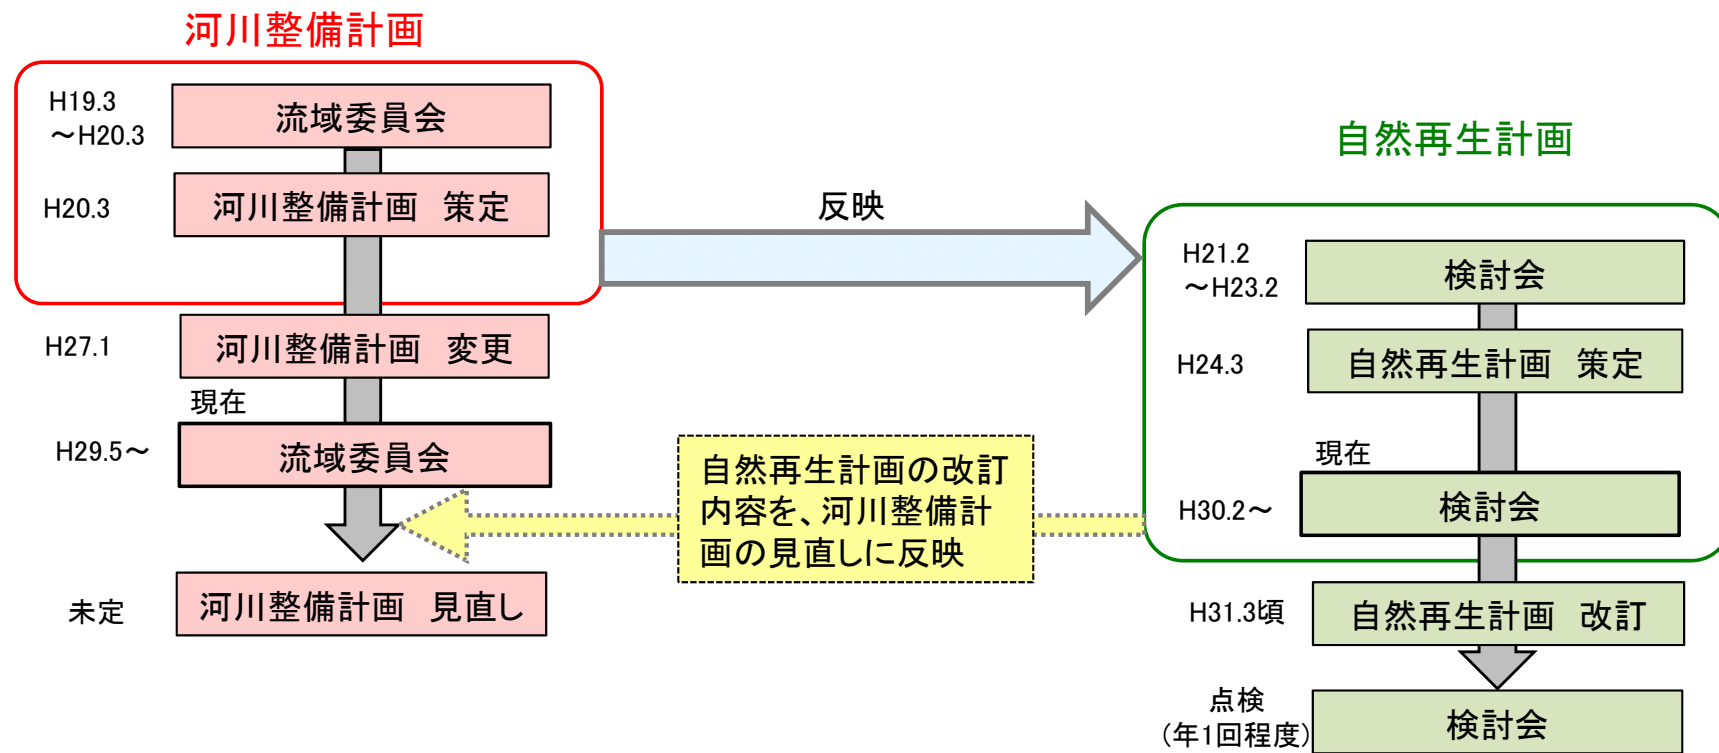 河川整備計画
H19.3
～H20.3
流域委員会
H20.3
河川整備計画　策定
H27.1
河川整備計画　変更
現在
H29.5～
流域委員会
未定
河川整備計画　見直し
反映
自然再生計画の改訂
内容を、河川整備計
画の見直しに反映
自然再生計画
H21.2
～H23.2
検討会
H24.3
自然再生計画　策定
現在
H30.2～
検討会
H31.3頃
自然再生計画　改訂
点検
（年1回程度）
検討会